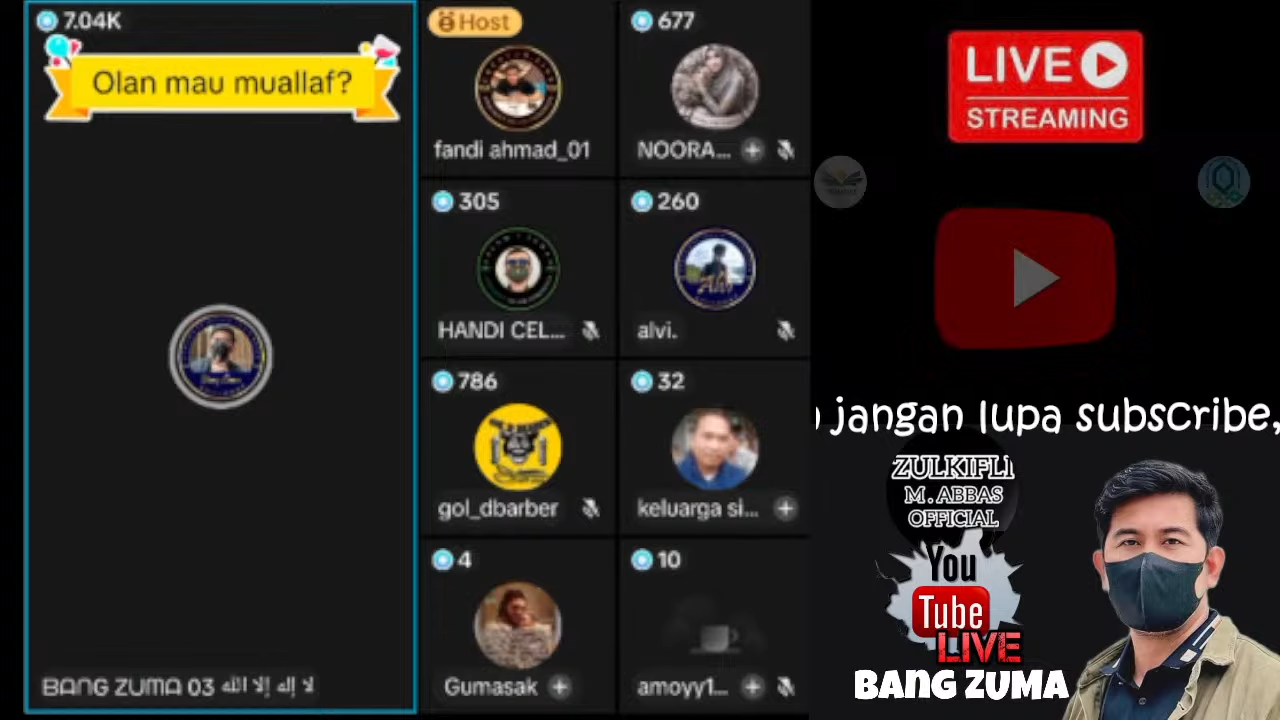 7.04K
Olan mau muallaf?
BANG ZUMA 03 لا إله إلا الله
Host
fandi ahmad_01
677
NOORA...
305
HANDI CEL...
260
alvi.
786
gol_dbarber
32
keluarga si...
4
Gumasak
10
amoyy1...
LIVE
STREAMING
jangan lupa subscribe,
ZULKIFLI
M.ABBAS
OFFICIAL
You
Tube
LIVE
BANG ZUMA